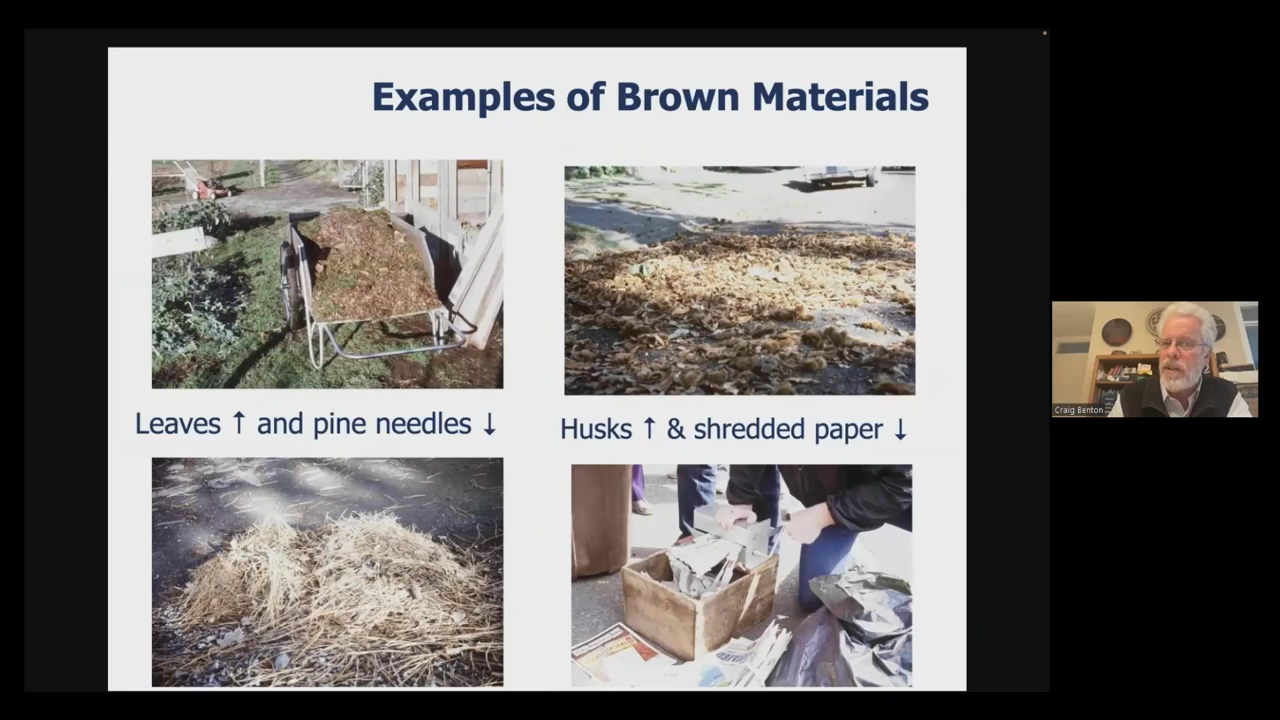 Examples of Brown Materials
Leaves ↑ and pine needles ↓
Husks ↑ & shredded paper ↓
Craig Benton